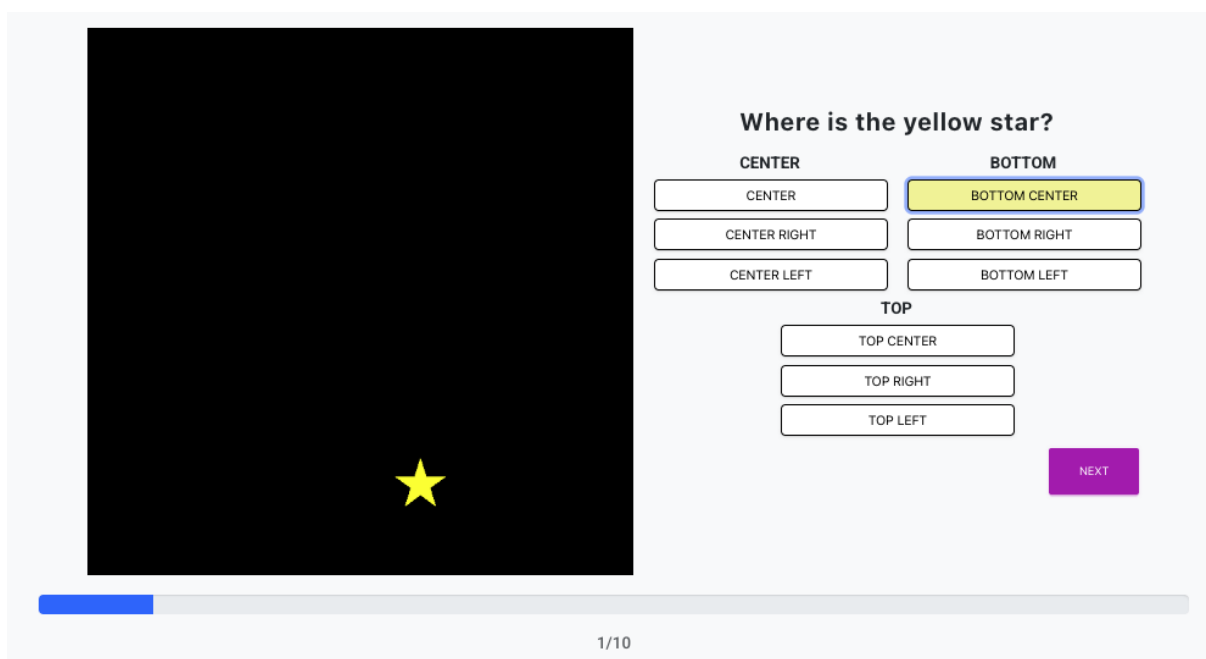 Where is the yellow star?
CENTER
CENTER
CENTER RIGHT
CENTER LEFT
BOTTOM
BOTTOM CENTER
BOTTOM RIGHT
BOTTOM LEFT
TOP
TOP CENTER
TOP RIGHT
TOP LEFT
NEXT
1/10